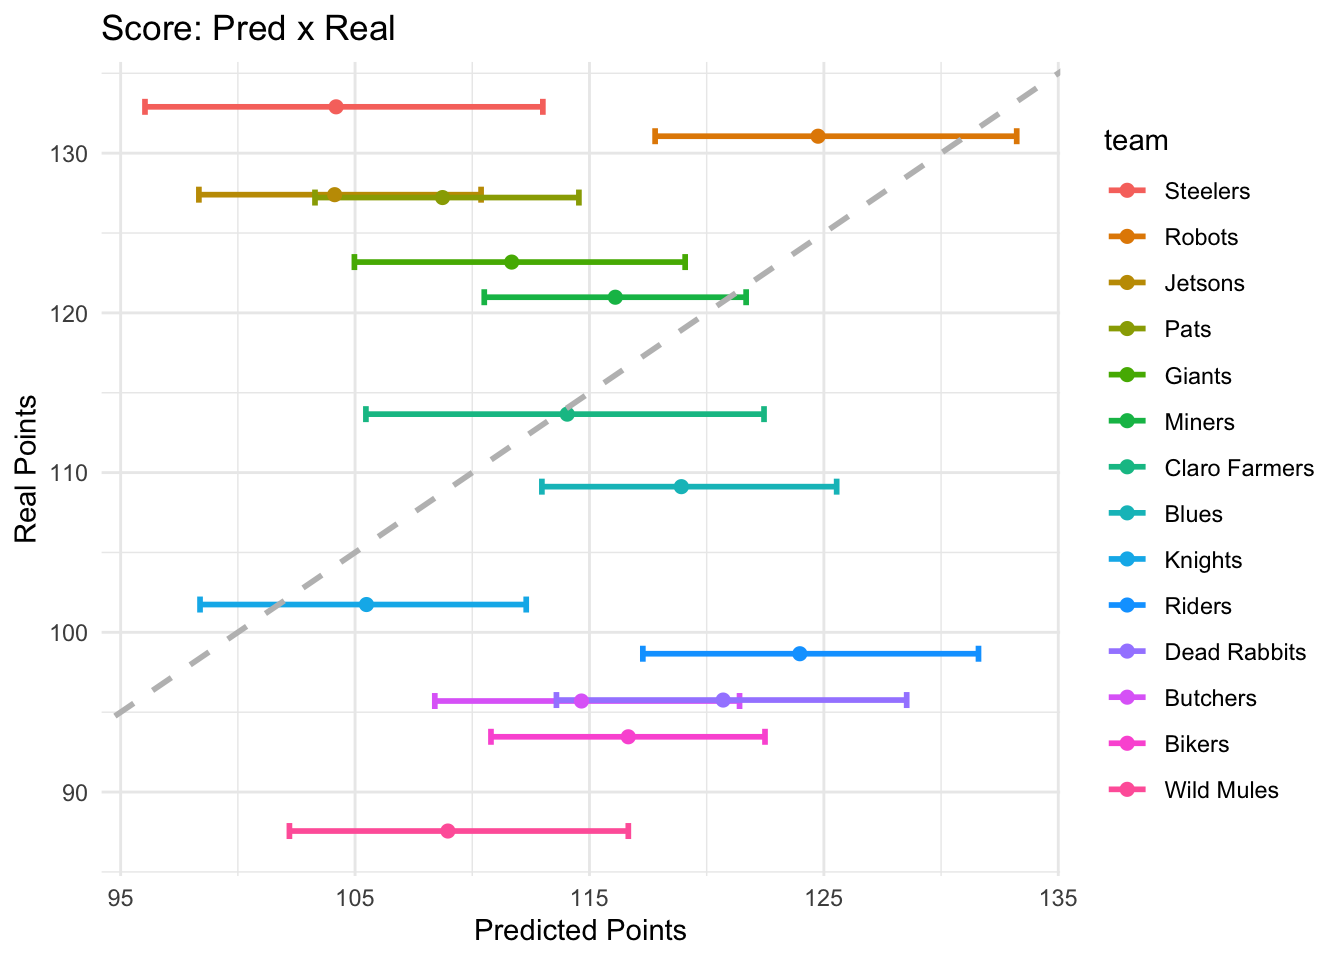 Score: Pred x Real
Real Points
130
120
110
100
90
95
105
115
125
135
Predicted Points
team
Steelers
Robots
Jetsons
Pats
Giants
Miners
Claro Farmers
Blues
Knights
Riders
Dead Rabbits
Butchers
Bikers
Wild Mules